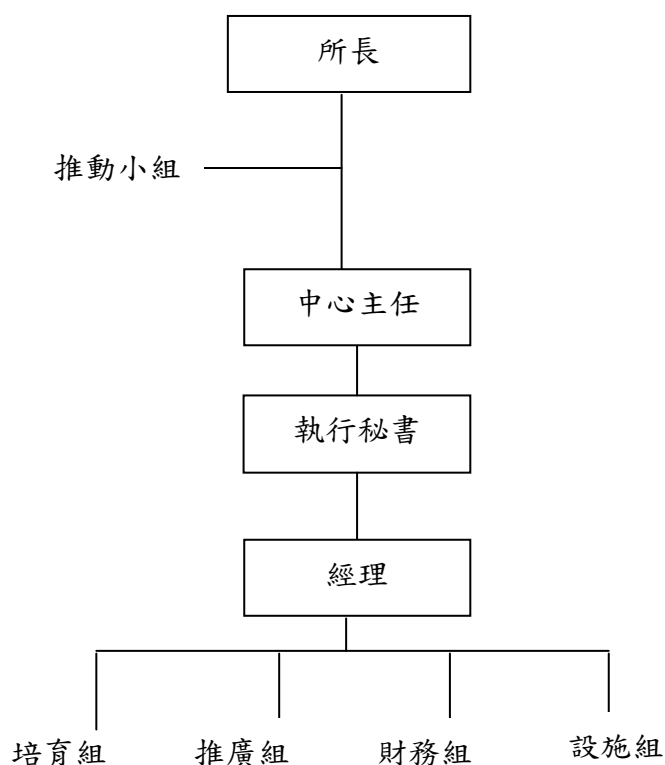 所長
推動小組
中心主任
執行秘書
經理
培育組 推廣組 財務組 設施組